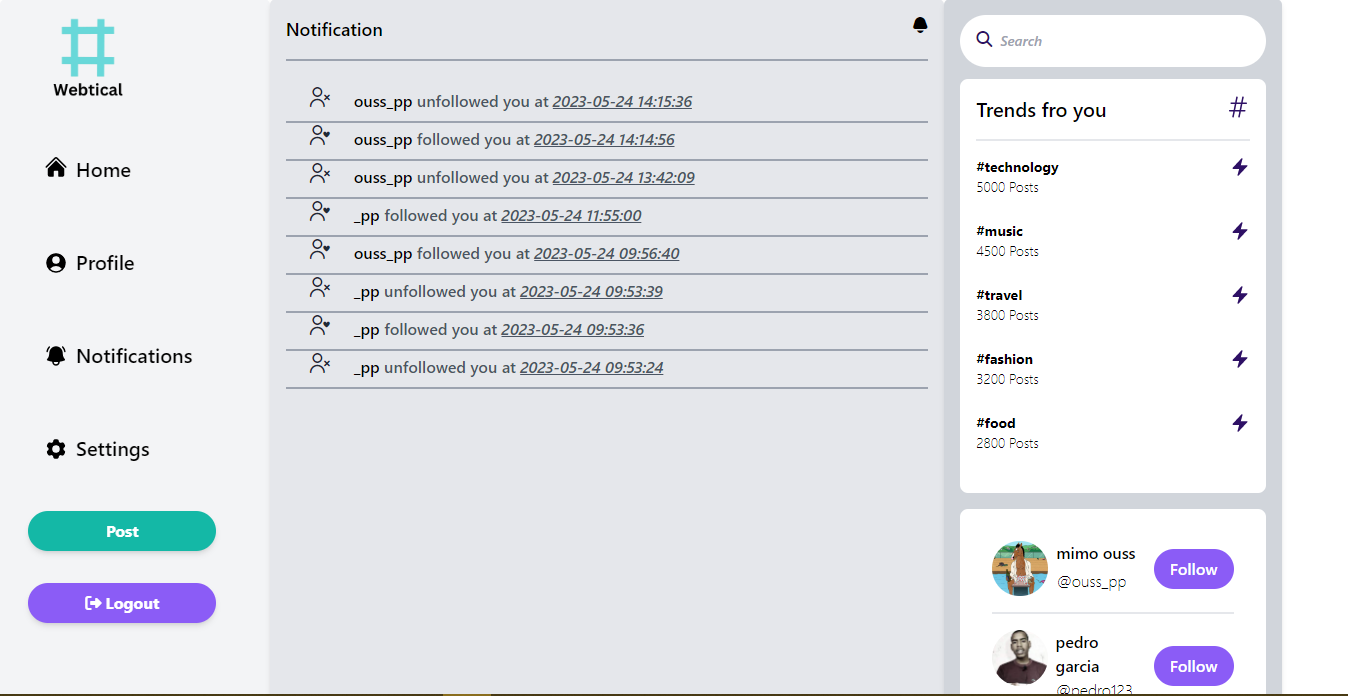 Webtical
Home
Profile
Notifications
Settings
Post
Logout
Notification
ouss_pp unfollowed you at 2023-05-24 14:15:36
ouss_pp followed you at 2023-05-24 14:14:56
ouss_pp unfollowed you at 2023-05-24 13:42:09
_pp followed you at 2023-05-24 11:55:00
ouss_pp followed you at 2023-05-24 09:56:40
_pp unfollowed you at 2023-05-24 09:53:39
_pp followed you at 2023-05-24 09:53:36
_pp unfollowed you at 2023-05-24 09:53:24
Search
Trends fro you #
#technology
5000 Posts
#music
4500 Posts
#travel
3800 Posts
#fashion
3200 Posts
#food
2800 Posts
mimo ouss
@ouss_pp
Follow
pedro
garcia
@pedro123
Follow